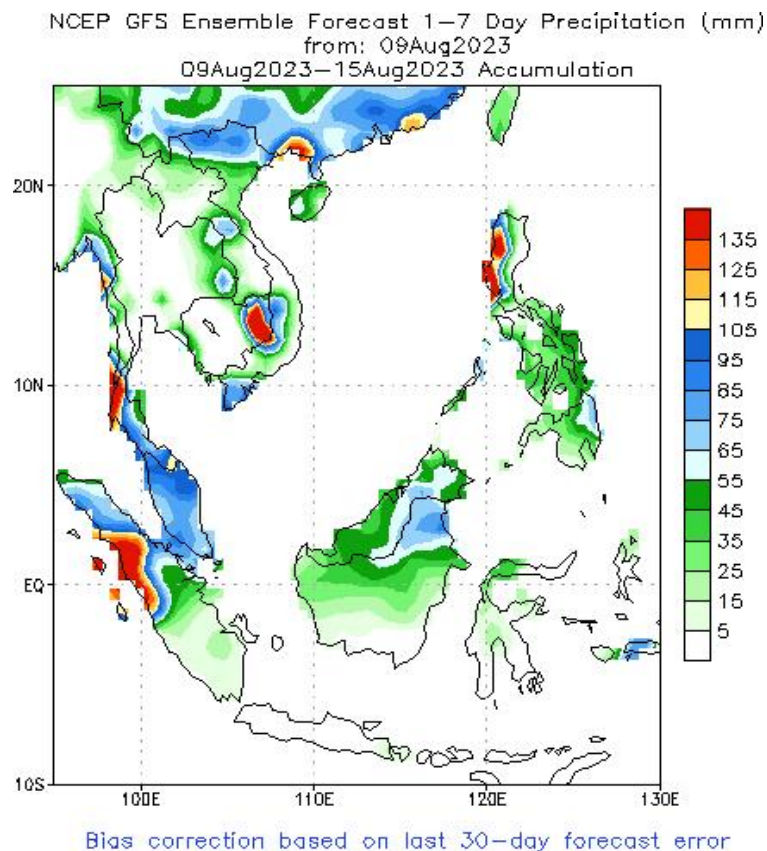 NCEP GFS Ensemble Forecast 1-7 Day Precipitation (mm)
from: 09Aug2023
09Aug2023-15Aug2023 Accumulation
20N
10N
EQ
10S
100E
110E
120E
130E
135
125
115
105
95
85
75
65
55
45
35
25
15
5
Bias correction based on last 30-day forecast error